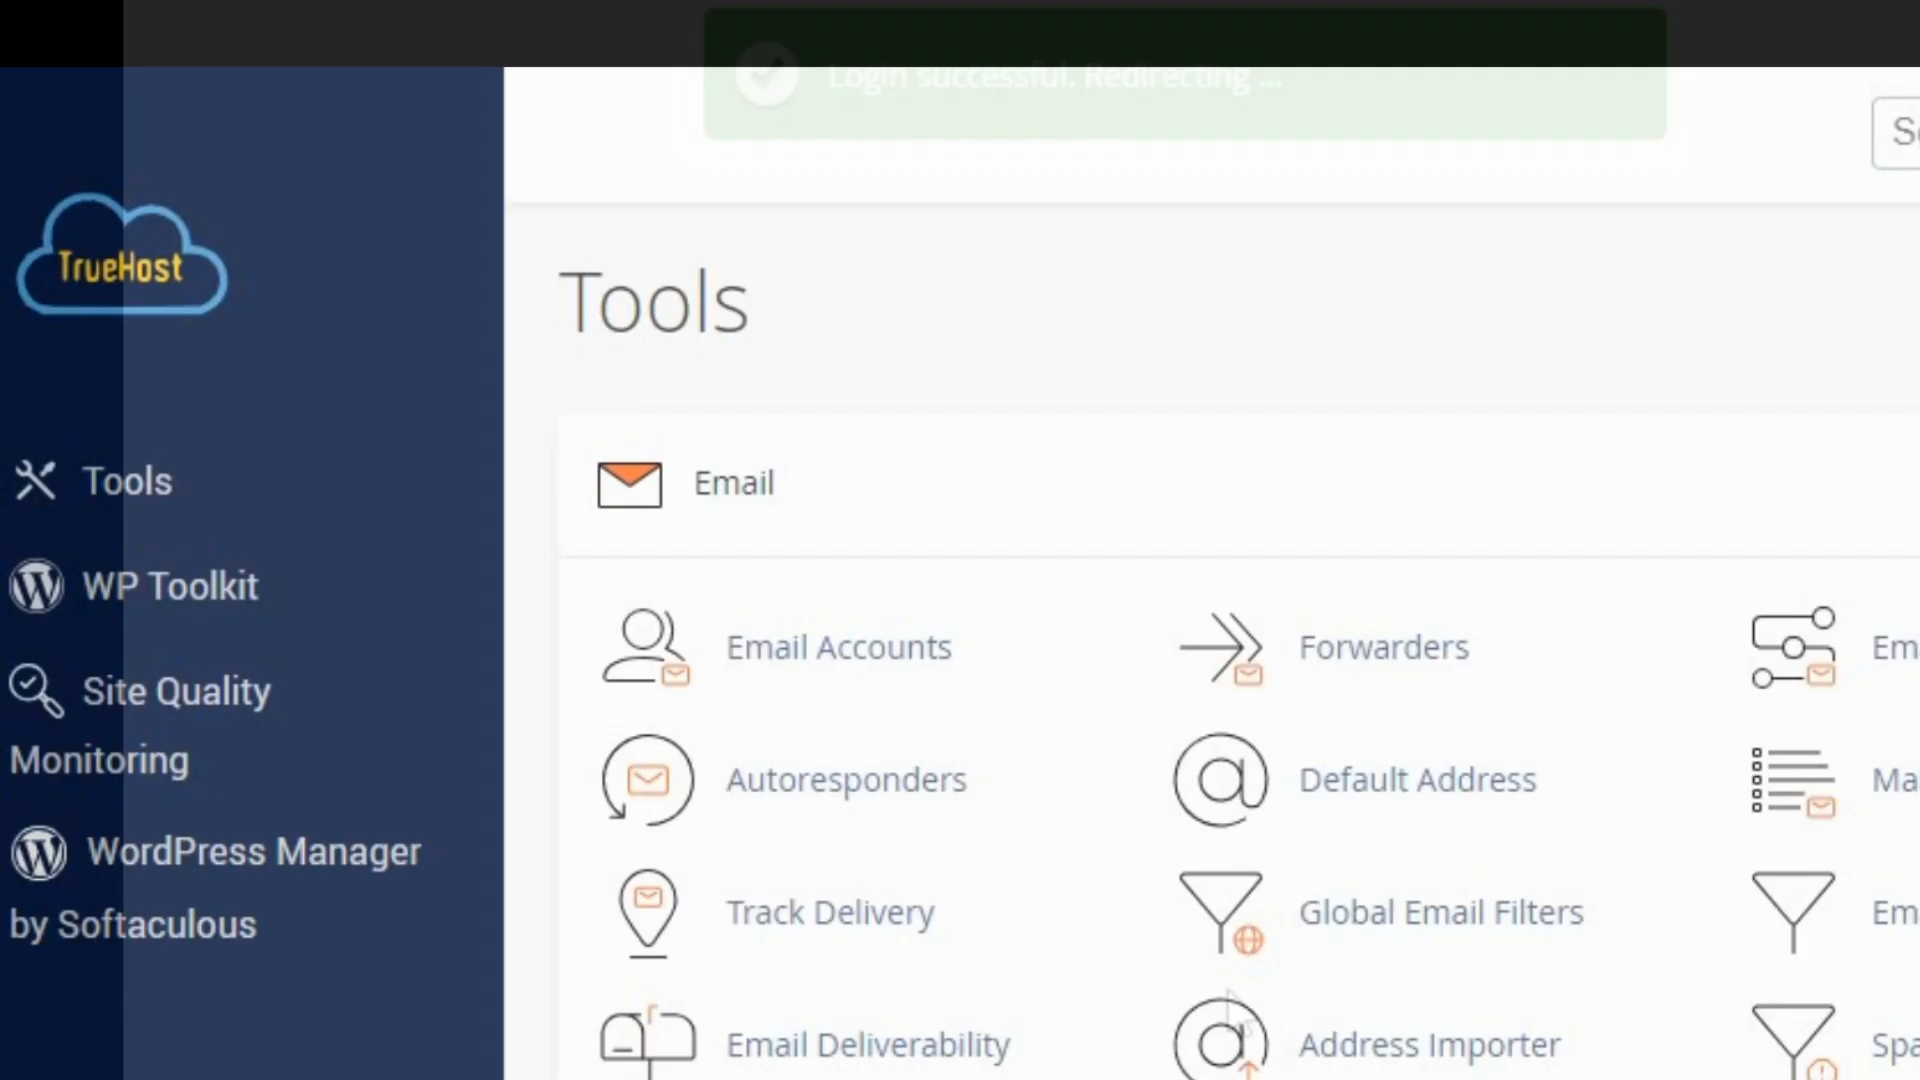 Login successful. Redirecting ...
TrueHost
Tools
Tools
WP Toolkit
Site Quality
Monitoring
WordPress Manager
by Softaculous
Email
Email Accounts
Forwarders
Autoresponders
Default Address
Track Delivery
Global Email Filters
Email Deliverability
Address Importer